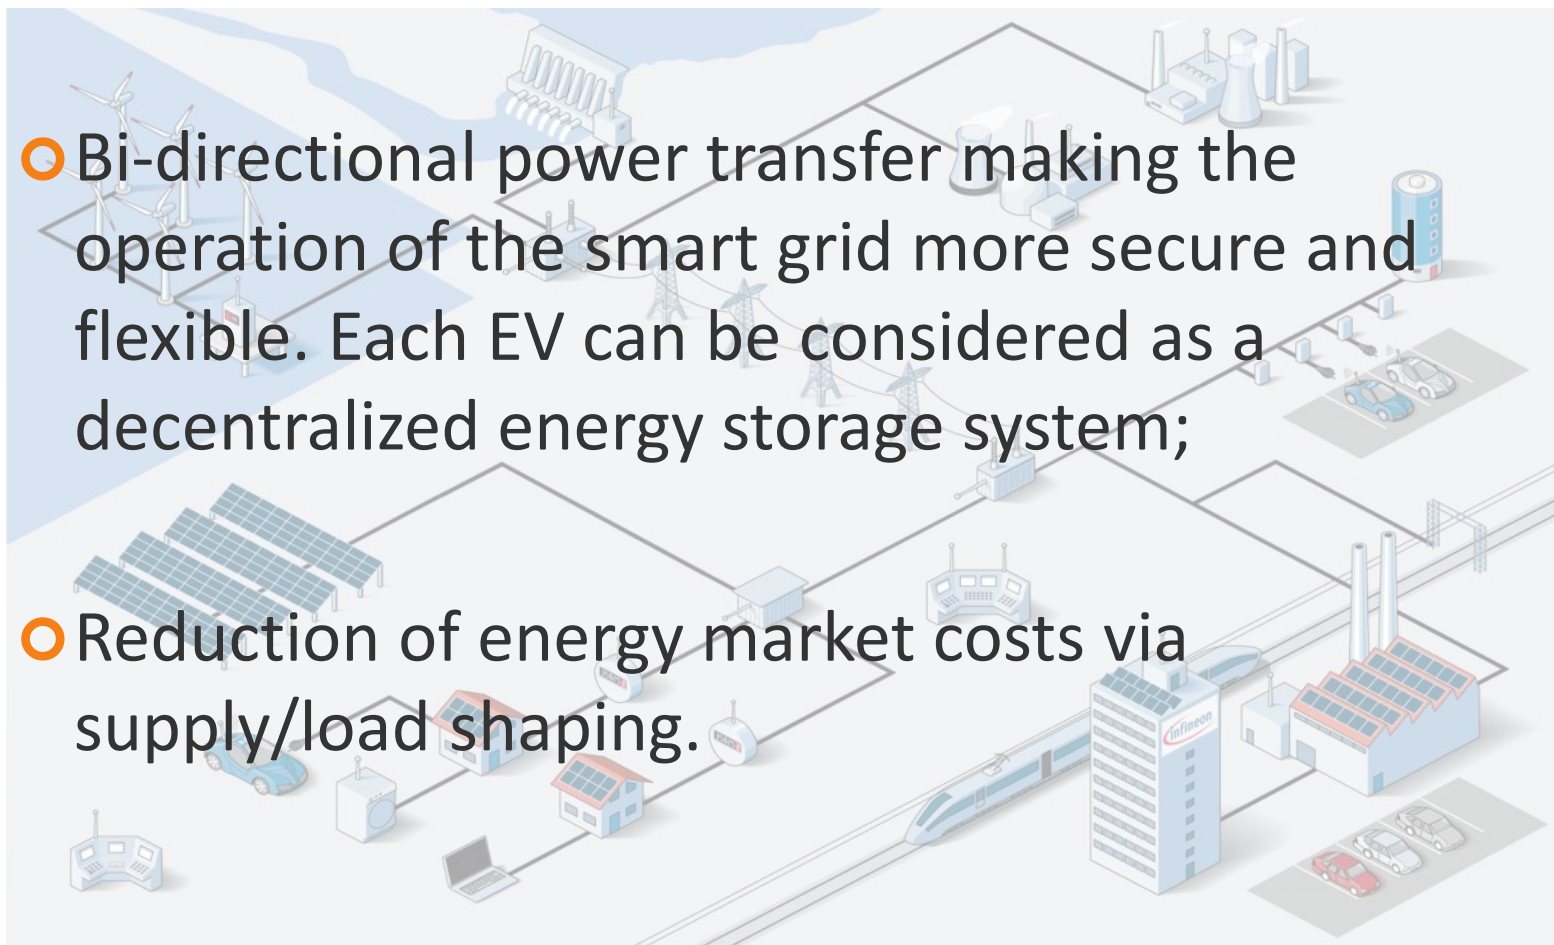 Bi-directional power transfer making the
operation of the smart grid more secure and
flexible. Each EV can be considered as a
decentralized energy storage system;
Reduction of energy market costs via
supply/load shaping.
infineon